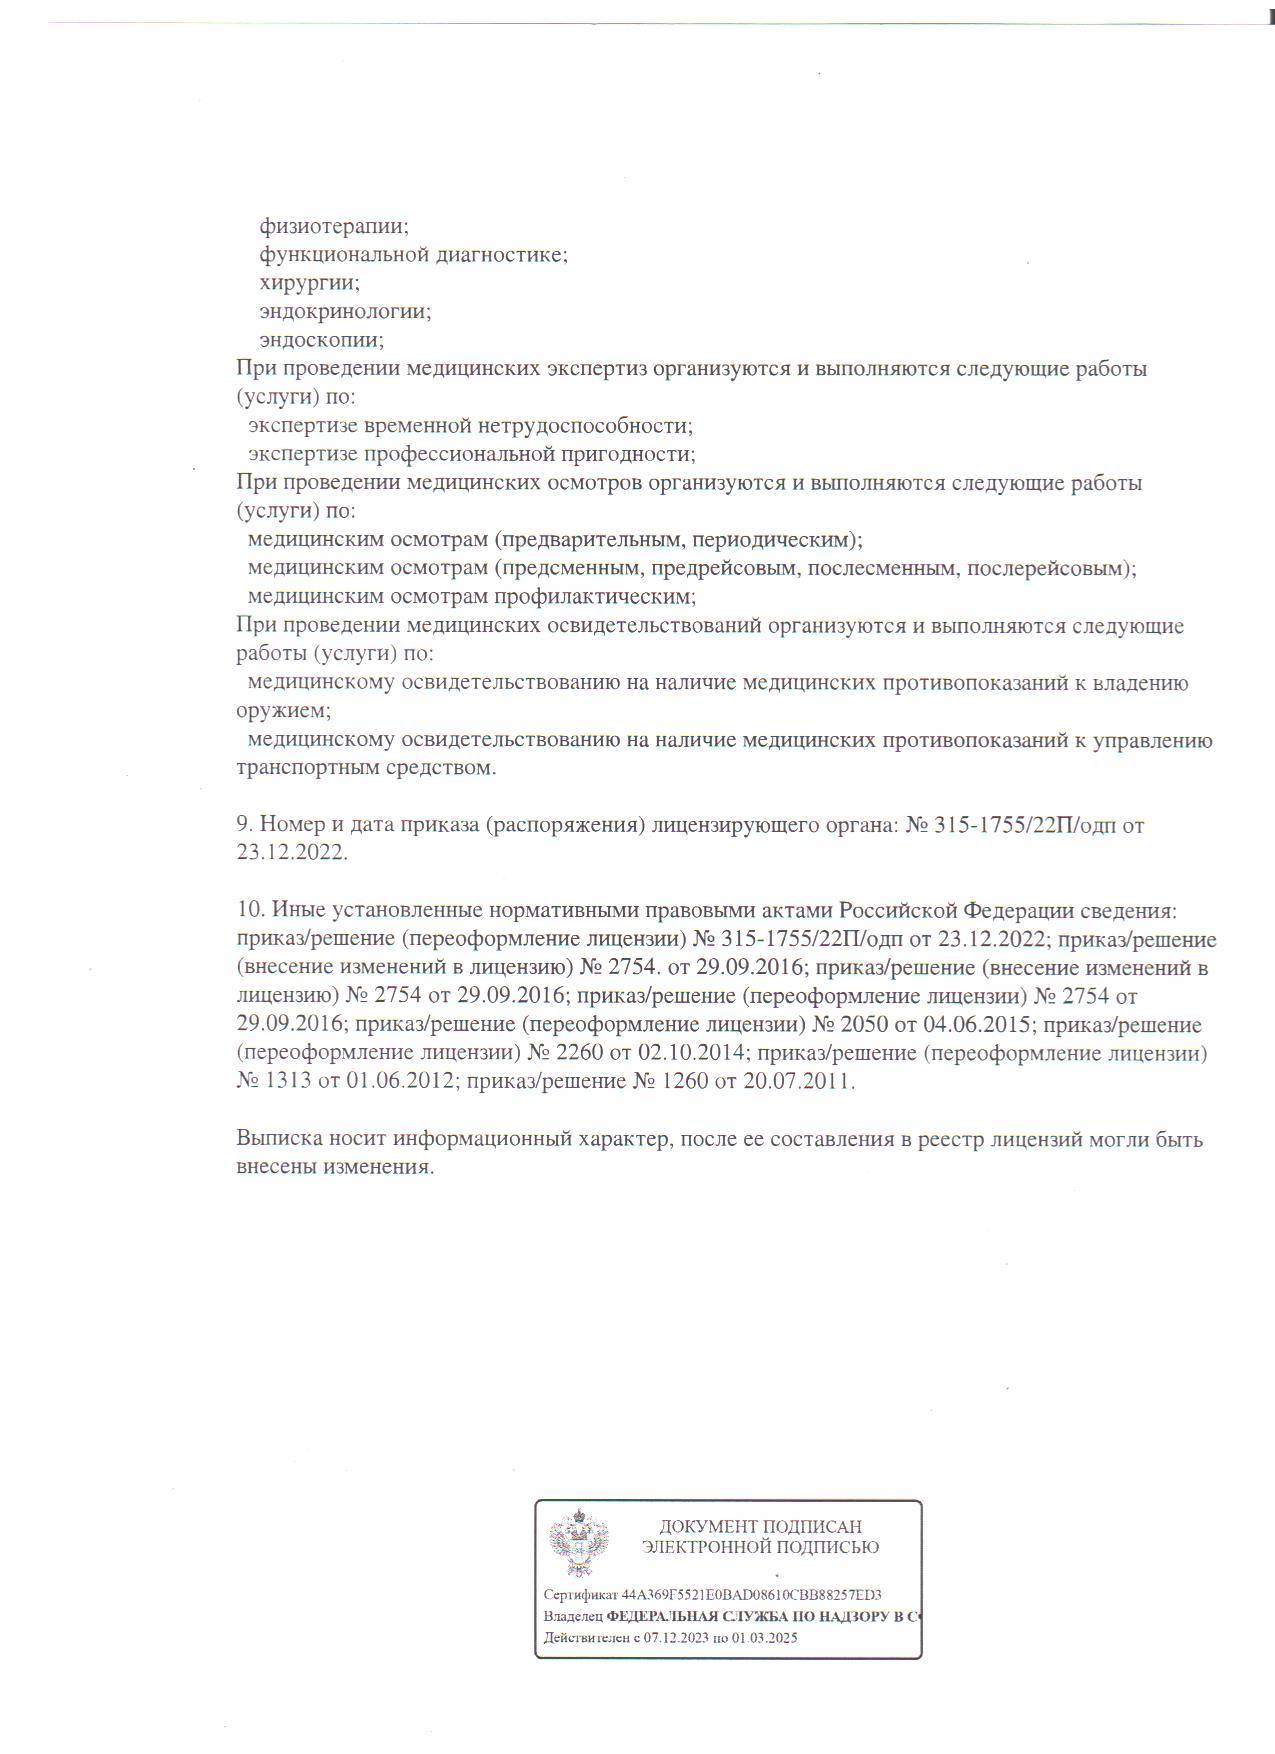 физиотерапии;
функциональной диагностике;
хирургии;
эндокринологии;
эндоскопии;
При проведении медицинских экспертиз организуются и выполняются следующие работы
(услуги) по:
экспертизе временной нетрудоспособности;
экспертизе профессиональной пригодности;
При проведении медицинских осмотров организуются и выполняются следующие работы
(услуги) по:
медицинским осмотрам (предварительным, периодическим);
медицинским осмотрам (предсменным, предрейсовым, послесменным, послерейсовым);
медицинским осмотрам профилактическим;
При проведении медицинских освидетельствований организуются и выполняются следующие
работы (услуги) по:
медицинскому освидетельствованию на наличие медицинских противопоказаний к владению
оружием;
медицинскому освидетельствованию на наличие медицинских противопоказаний к управлению
транспортным средством.
9. Номер и дата приказа (распоряжения) лицензирующего органа: № 315-1755/22П/одп от
23.12.2022.
10. Иные установленные нормативными правовыми актами Российской Федерации сведения:
приказ/решение (переоформление лицензии) № 315-1755/22П/одп от 23.12.2022; приказ/решение
(внесение изменений в лицензию) № 2754. от 29.09.2016; приказ/решение (внесение изменений в
лицензию) № 2754 от 29.09.2016; приказ/решение (переоформление лицензии) № 2754 от
29.09.2016; приказ/решение (переоформление лицензии) № 2050 от 04.06.2015; приказ/решение
(переоформление лицензии) № 2260 от 02.10.2014; приказ/решение (переоформление лицензии)
№ 1313 от 01.06.2012; приказ/решение № 1260 от 20.07.2011.
Выписка носит информационный характер, после ее составления в реестр лицензий могли быть
внесены изменения.
ДОКУМЕНТ ПОДПИСАН
ЭЛЕКТРОННОЙ ПОДПИСЬЮ
Сертификат 44A369F5521E0BAD08610CBB88257ED3
Владелец ФЕДЕРАЛЬНАЯ СЛУЖБА ПО НАДЗОРУ В С
Действителен с 07.12.2023 по 01.03.2025